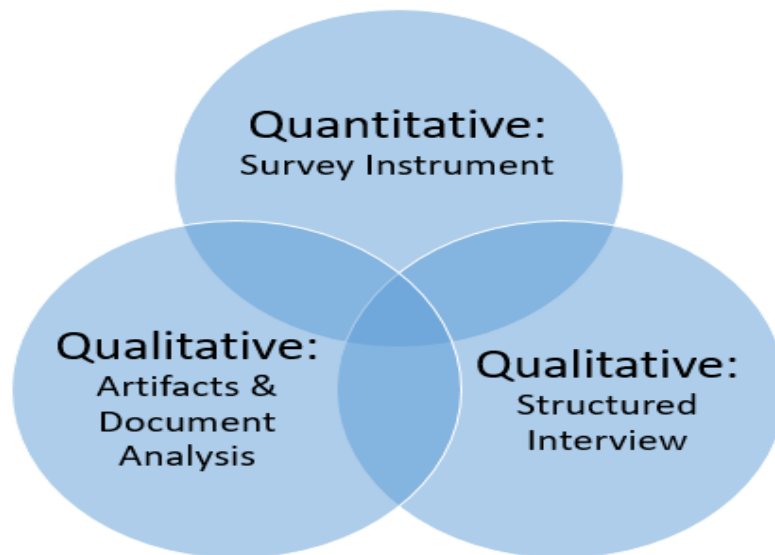 Quantitative:
Survey Instrument
Qualitative:
Artifacts &
Document
Analysis
Qualitative:
Structured
Interview